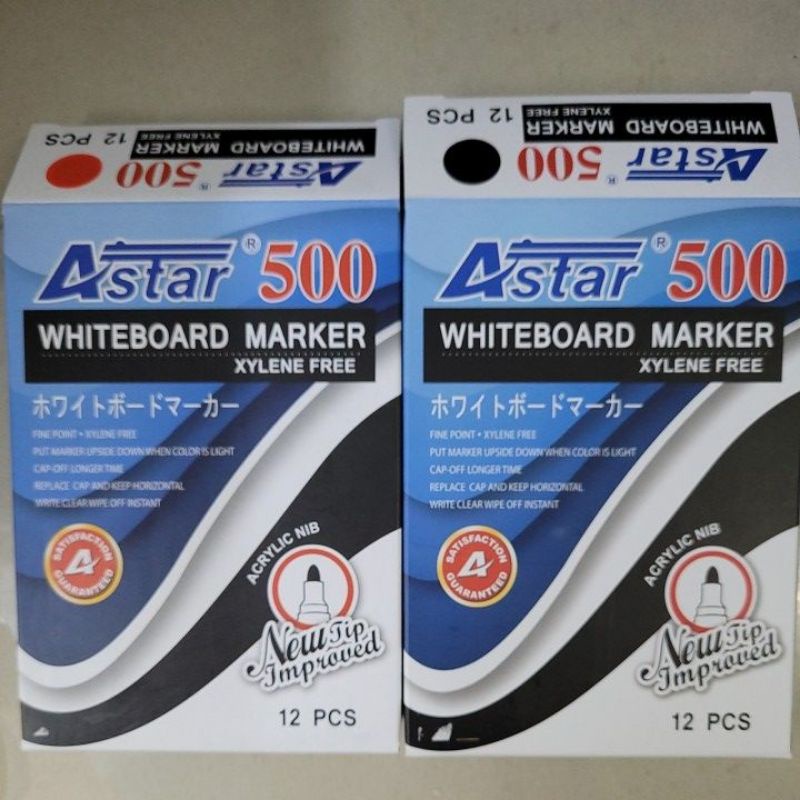 12 PCS
WHITEBOARD MARKER
XYLENE FREE
Astar® 500
Astar® 500
WHITEBOARD MARKER
XYLENE FREE
ホワイトボードマーカー
FINE POINT • XYLENE FREE
PUT MARKER UPSIDE DOWN WHEN COLOR IS LIGHT
CAP-OFF LONGER TIME
REPLACE CAP AND KEEP HORIZONTAL
WRITE CLEAR WIPE OFF INSTANT
SATISFACTION
A
GUARANTEED
ACRYLIC NIB
New Tip
Improved
12 PCS
12 PCS
WHITEBOARD MARKER
XYLENE FREE
Astar® 500
Astar® 500
WHITEBOARD MARKER
XYLENE FREE
ホワイトボードマーカー
FINE POINT • XYLENE FREE
PUT MARKER UPSIDE DOWN WHEN COLOR IS LIGHT
CAP-OFF LONGER TIME
REPLACE CAP AND KEEP HORIZONTAL
WRITE CLEAR WIPE OFF INSTANT
SATISFACTION
A
GUARANTEED
ACRYLIC NIB
New Tip
Improved
12 PCS